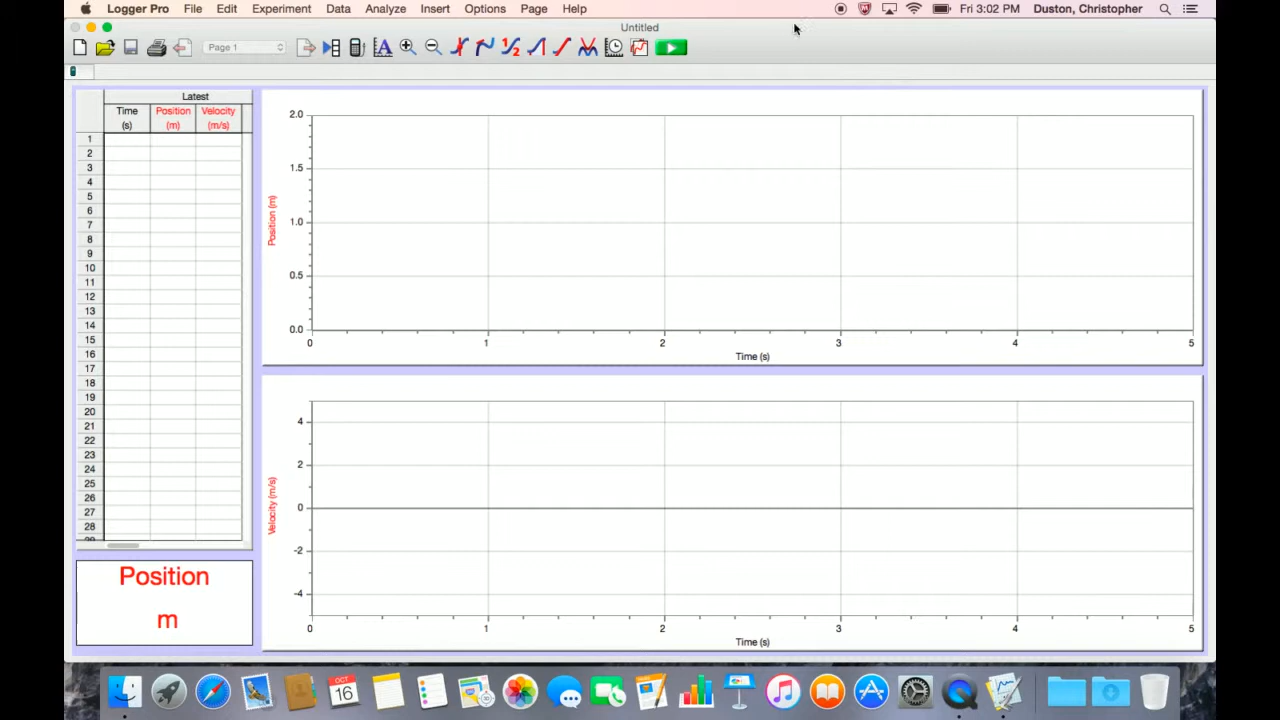 Logger Pro File Edit Experiment Data Analyze Insert Options Page Help Fri 3:02 PM Duston, Christopher
Untitled
Page 1
Latest
Time Position Velocity
(s) (m) (m/s)
1
2
3
4
5
6
7
8
9
10
11
12
13
14
15
16
17
18
19
20
21
22
23
24
25
26
27
28
29
Position
m
2.0
1.5
1.0
0.5
0.0
Position (m)
0 1 2 3 4 5
Time (s)
4
2
0
-2
-4
Velocity (m/s)
0 1 2 3 4 5
Time (s)
OCT
16